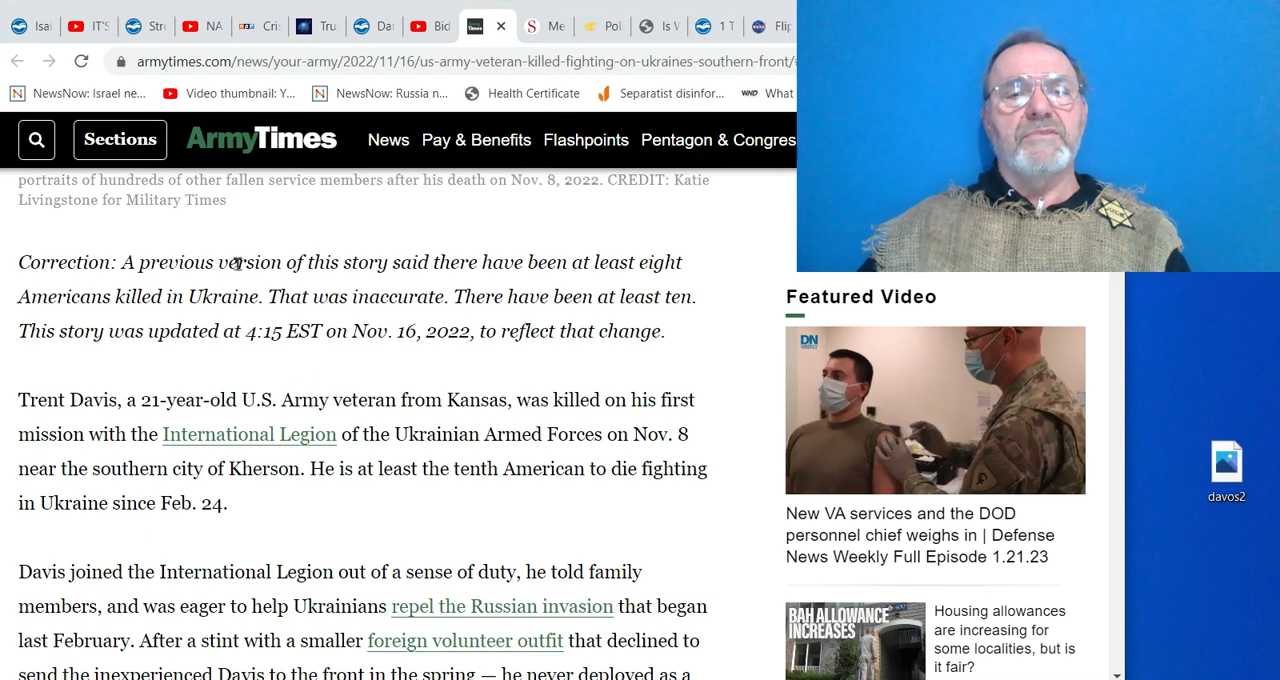 Isai
IT'S
Stro
NA
Cri
Tru
Dar
Bid
Times
S Me
Pol
Is V
1 T
Flip
armytimes.com/news/your-army/2022/11/16/us-army-veteran-killed-fighting-on-ukraines-southern-front/
N NewsNow: Israel ne...
Video thumbnail: Y...
N NewsNow: Russia n...
Health Certificate
Separatist disinfor...
WND What
Sections
ArmyTimes
News
Pay & Benefits
Flashpoints
Pentagon & Congres
portraits of hundreds of other fallen service members after his death on Nov. 8, 2022. CREDIT: Katie
Livingstone for Military Times
Correction: A previous version of this story said there have been at least eight
Americans killed in Ukraine. That was inaccurate. There have been at least ten.
This story was updated at 4:15 EST on Nov. 16, 2022, to reflect that change.
Trent Davis, a 21-year-old U.S. Army veteran from Kansas, was killed on his first
mission with the International Legion of the Ukrainian Armed Forces on Nov. 8
near the southern city of Kherson. He is at least the tenth American to die fighting
in Ukraine since Feb. 24.
Davis joined the International Legion out of a sense of duty, he told family
members, and was eager to help Ukrainians repel the Russian invasion that began
last February. After a stint with a smaller foreign volunteer outfit that declined to
send the inexperienced Davis to the front in the spring — he never deployed as a
Featured Video
DN
WEEKLY
New VA services and the DOD
personnel chief weighs in | Defense
News Weekly Full Episode 1.21.23
BAH ALLOWANCE
INCREASES
Housing allowances
are increasing for
some localities, but is
it fair?
davos2